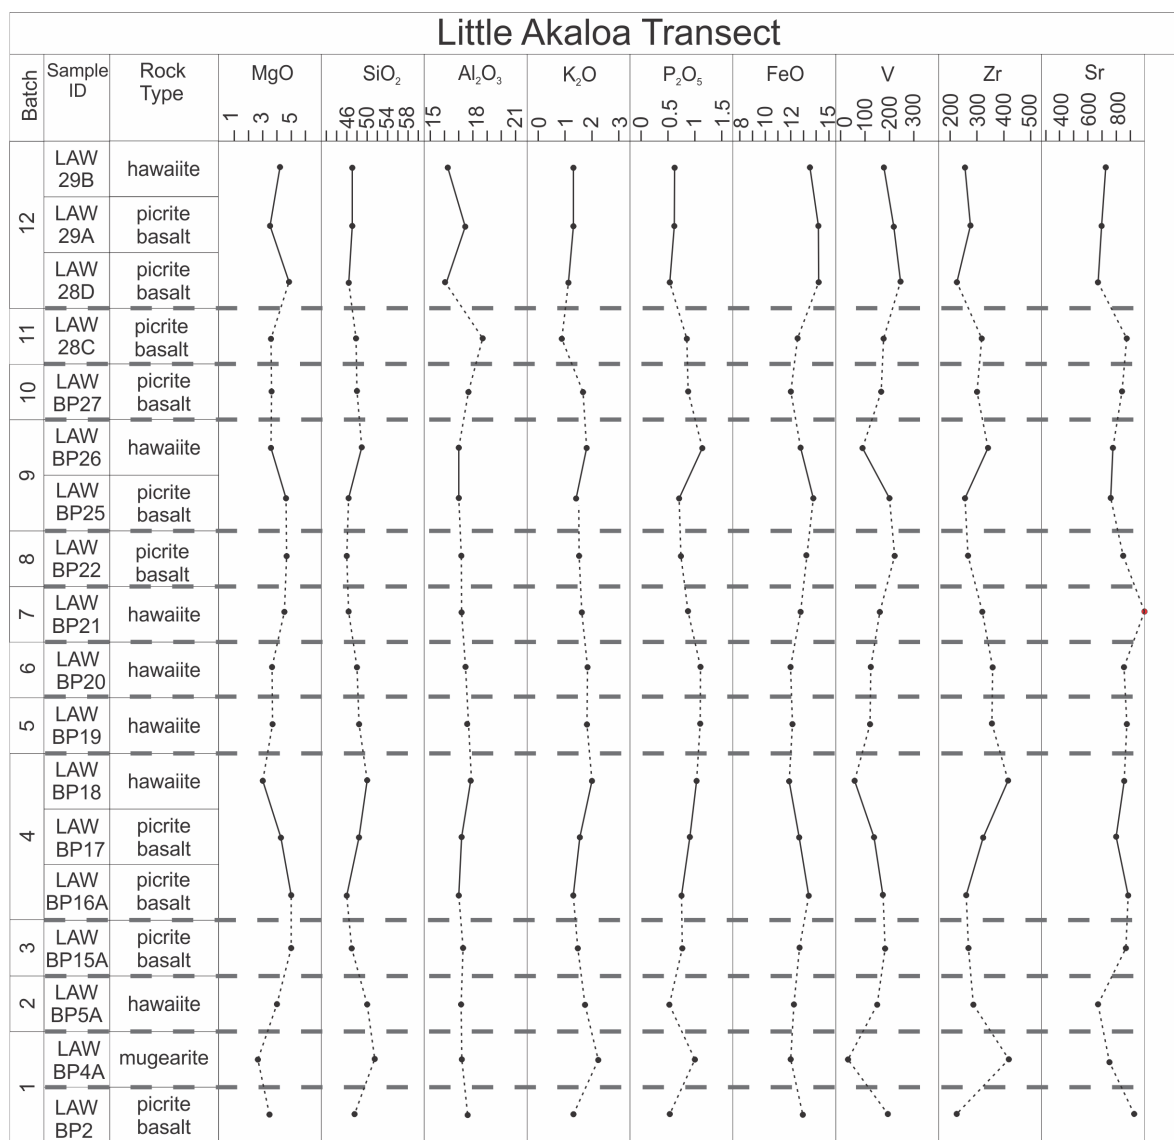 Little Akaloa Transect
Batch
Sample
ID
Rock
Type
MgO
SiO₂
Al₂O₃
K₂O
P₂O₅
FeO
V
Zr
Sr
1 3 5
46 50 54 58
15 18 21
0 1 2 3
0 0.5 1 1.5
8 10 12 15
0 100 200 300
200 300 400 500
400 600 800
12
LAW
29B
hawaiite
LAW
29A
picrite
basalt
LAW
28D
picrite
basalt
11
LAW
28C
picrite
basalt
10
LAW
BP27
picrite
basalt
9
LAW
BP26
hawaiite
LAW
BP25
picrite
basalt
8
LAW
BP22
picrite
basalt
7
LAW
BP21
hawaiite
6
LAW
BP20
hawaiite
5
LAW
BP19
hawaiite
4
LAW
BP18
hawaiite
LAW
BP17
picrite
basalt
LAW
BP16A
picrite
basalt
3
LAW
BP15A
picrite
basalt
2
LAW
BP5A
hawaiite
1
LAW
BP4A
mugearite
LAW
BP2
picrite
basalt